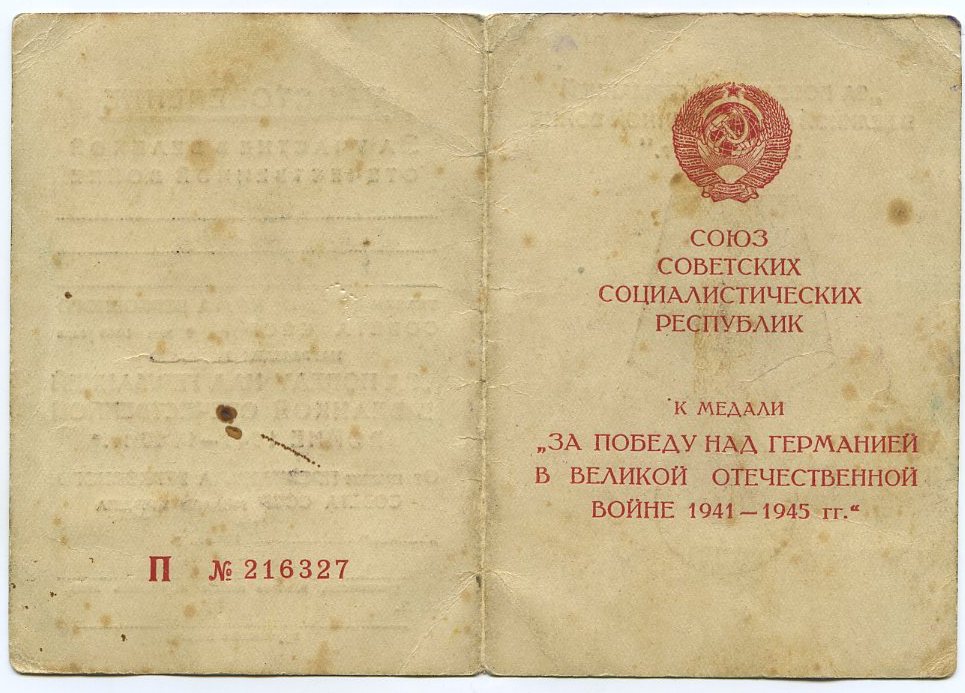 П № 216327
СОЮЗ
СОВЕТСКИХ
СОЦИАЛИСТИЧЕСКИХ
РЕСПУБЛИК
К МЕДАЛИ
„ЗА ПОБЕДУ НАД ГЕРМАНИЕЙ
В ВЕЛИКОЙ ОТЕЧЕСТВЕННОЙ
ВОЙНЕ 1941—1945 гг.“